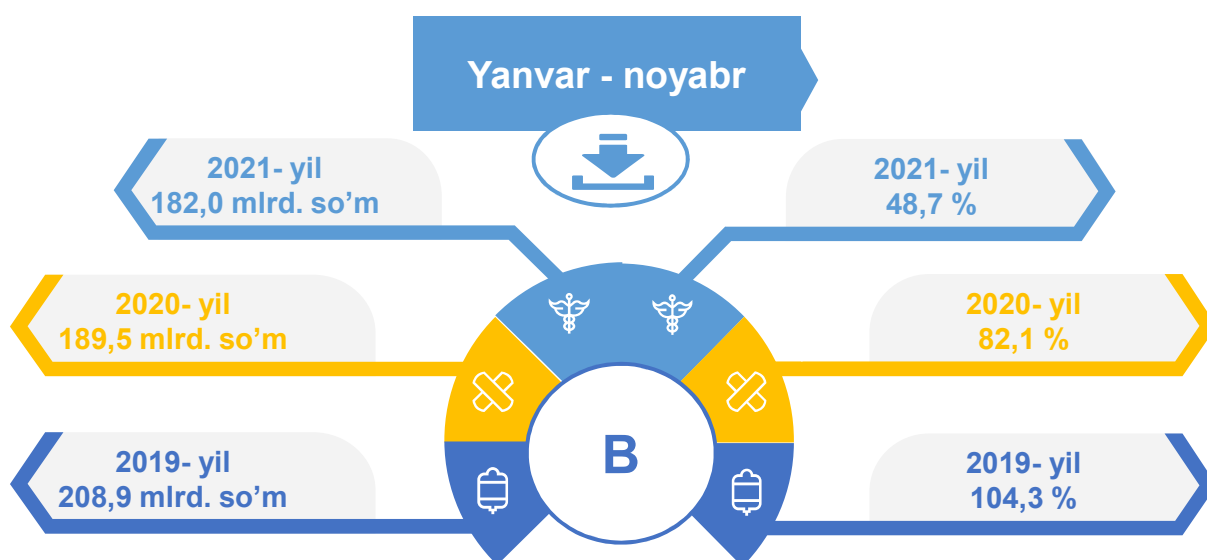 Yanvar - noyabr
2021- yil
182,0 mlrd. so’m
2021- yil
48,7 %
2020- yil
189,5 mlrd. so’m
2020- yil
82,1 %
B
2019- yil
208,9 mlrd. so’m
2019- yil
104,3 %